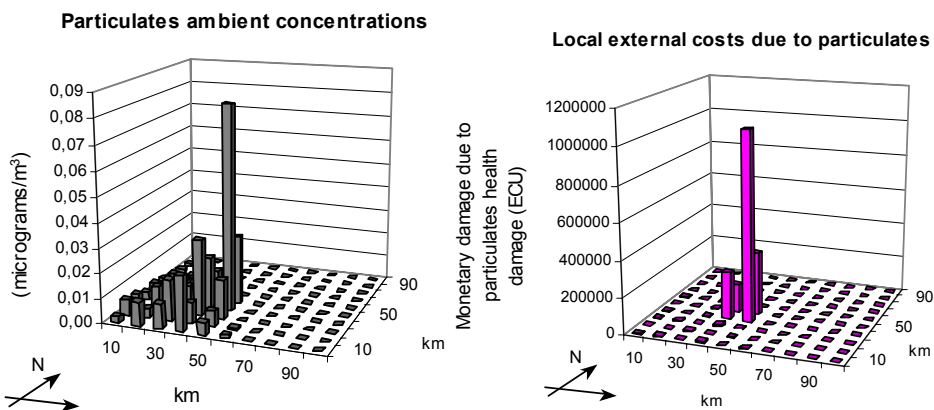 Particulates ambient concentrations
(micrograms/m³)
0,09
0,08
0,07
0,06
0,05
0,04
0,03
0,02
0,01
0,00
10
30
50
70
90
km
10
50
90
km
N
Local external costs due to particulates
Monetary damage due to
particulates health
damage (ECU)
1200000
1000000
800000
600000
400000
200000
0
10
30
50
70
90
km
10
50
90
km
N